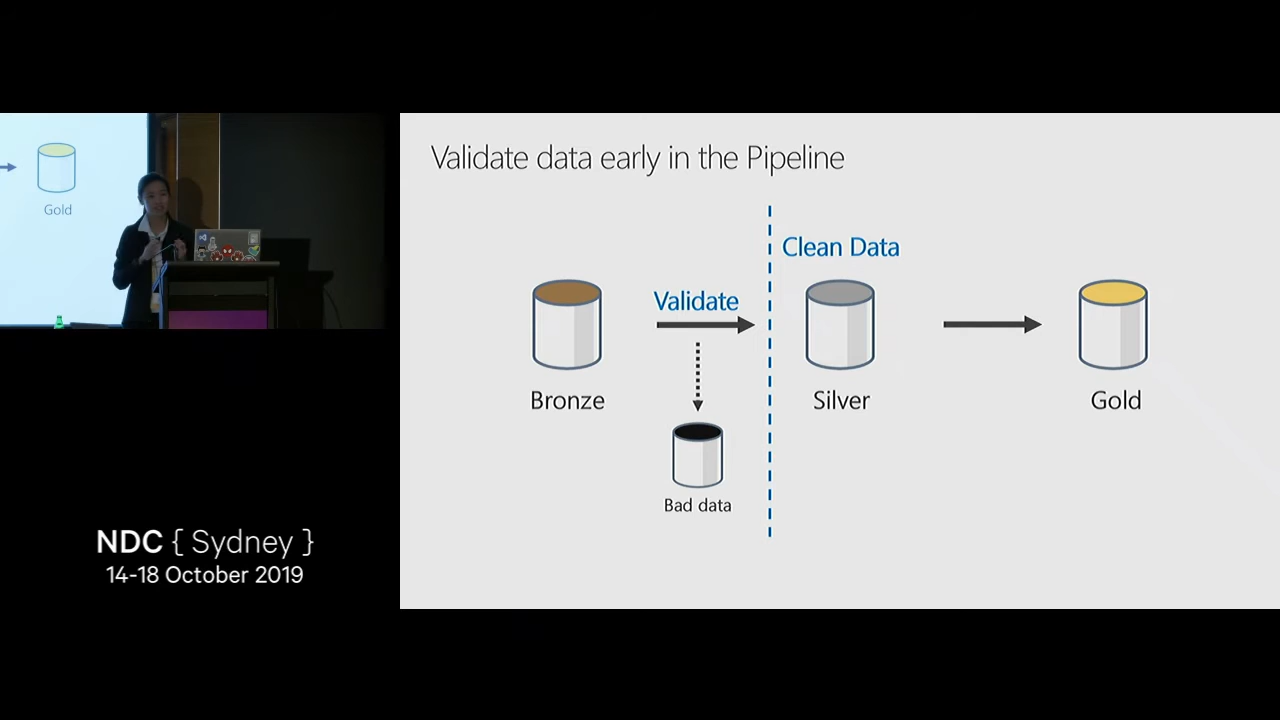 Gold
NDC { Sydney }
14-18 October 2019
Validate data early in the Pipeline
Clean Data
Validate
Bronze
Silver
Gold
Bad data